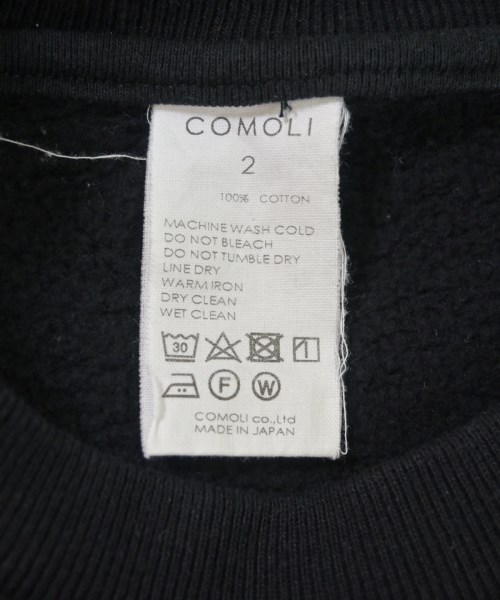 COMOLI
2
100% COTTON
MACHINE WASH COLD
DO NOT BLEACH
DO NOT TUMBLE DRY
LINE DRY
WARM IRON
DRY CLEAN
WET CLEAN
30
F W
COMOLI co.,Ltd
MADE IN JAPAN